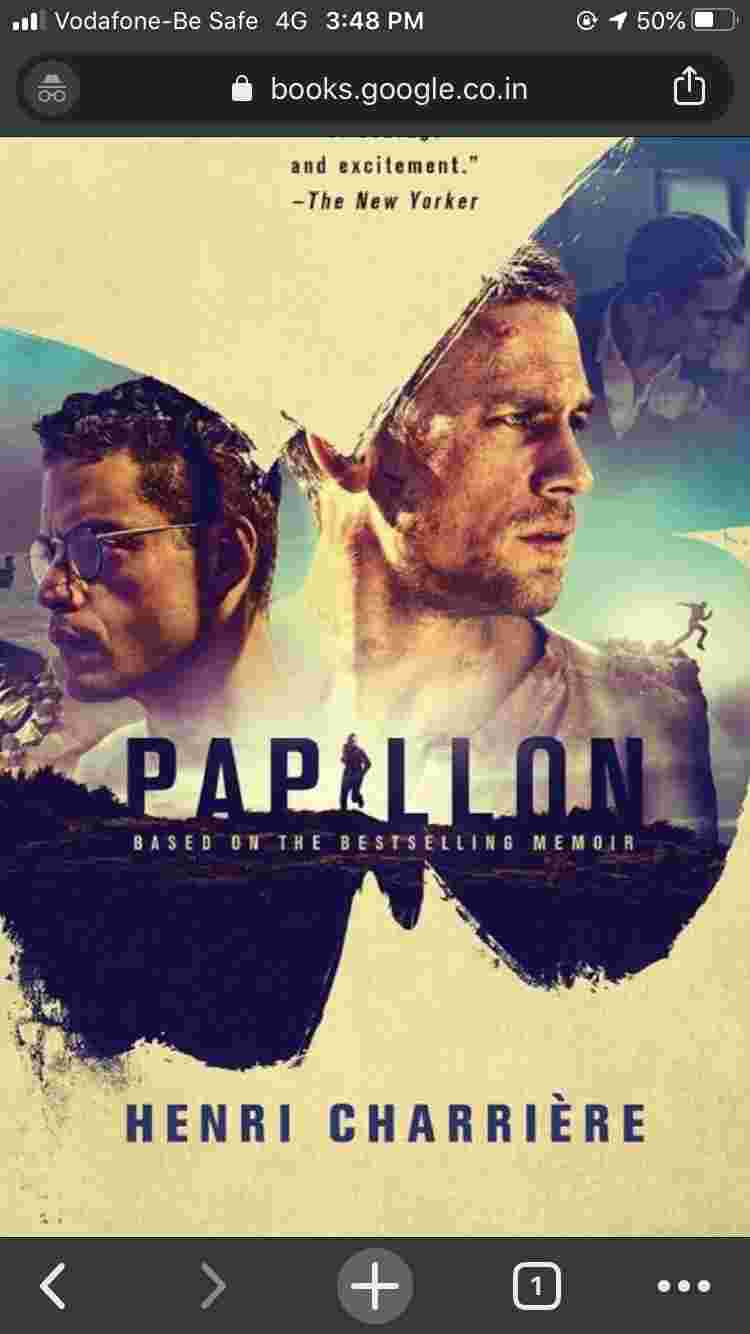 Vodafone-Be Safe 4G 3:48 PM 50%
books.google.co.in
and excitement."
–The New Yorker
PAPILLON
BASED ON THE BESTSELLING MEMOIR
HENRI CHARRIÈRE
1